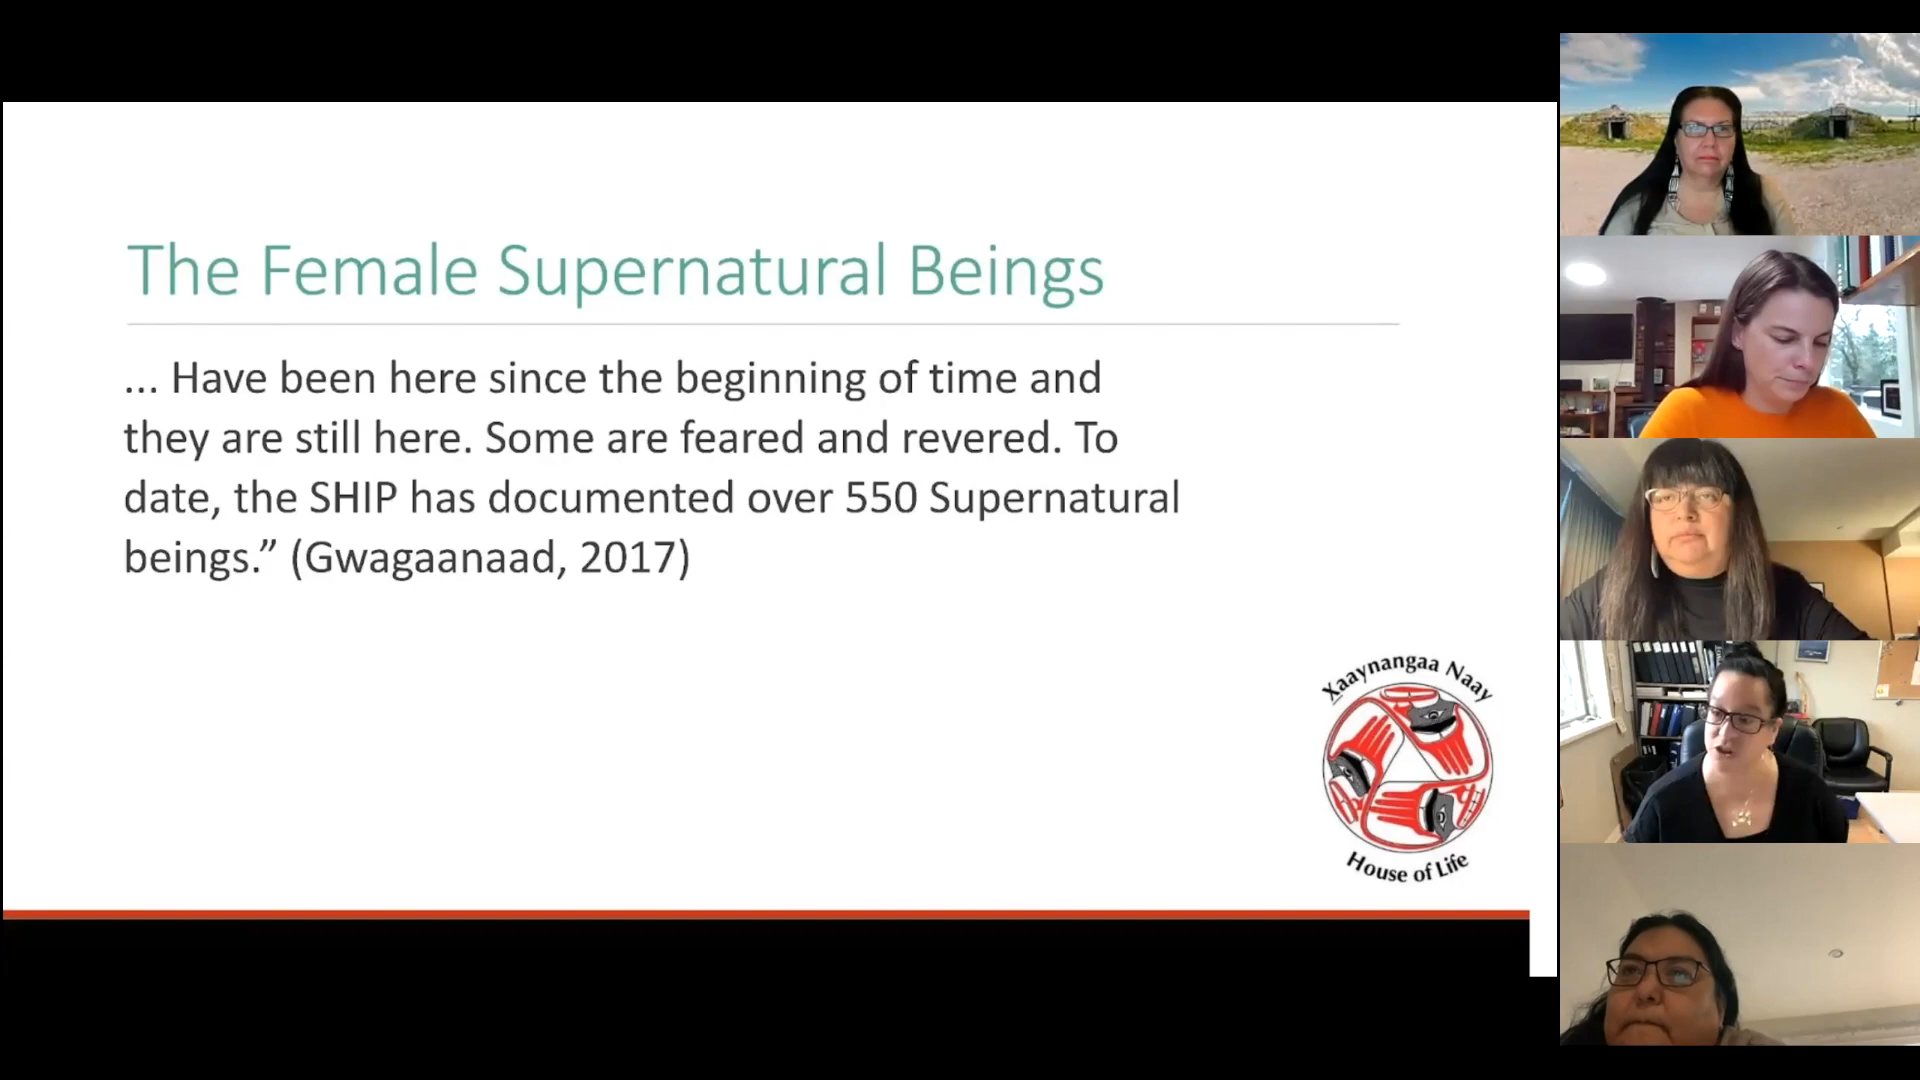 The Female Supernatural Beings
... Have been here since the beginning of time and
they are still here. Some are feared and revered. To
date, the SHIP has documented over 550 Supernatural
beings.” (Gwagaanaad, 2017)
Xaaynangaa Naay
House of Life